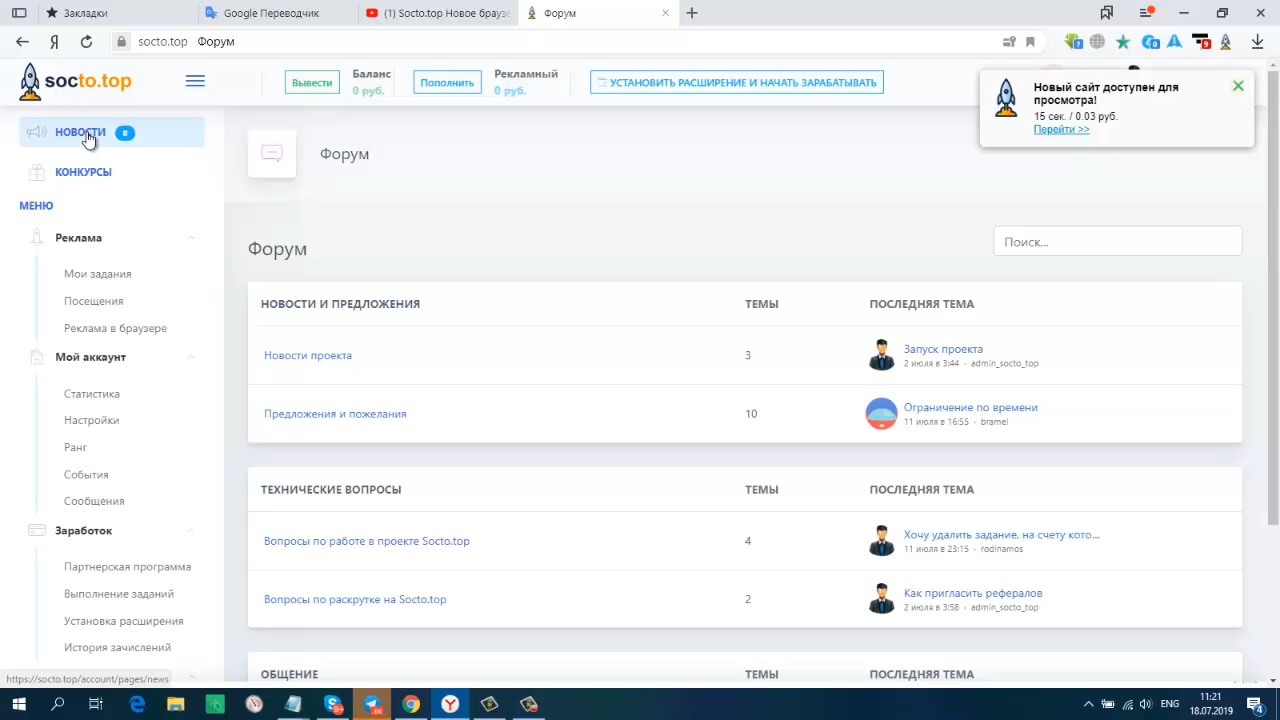 Закладки
Google Переводчик
(1) Socto.top Новое браузе
Форум
Я
socto.top Форум
socto.top
Вывести
Баланс
0 руб.
Пополнить
Рекламный
0 руб.
УСТАНОВИТЬ РАСШИРЕНИЕ И НАЧАТЬ ЗАРАБАТЫВАТЬ
Новый сайт доступен для
просмотра!
15 сек. / 0.03 руб.
Перейти >>
НОВОСТИ 8
КОНКУРСЫ
МЕНЮ
Реклама
Мои задания
Посещения
Реклама в браузере
Мой аккаунт
Статистика
Настройки
Ранг
События
Сообщения
Заработок
Партнерская программа
Выполнение заданий
Установка расширения
История зачислений
Форум
Форум
Поиск...
НОВОСТИ И ПРЕДЛОЖЕНИЯ ТЕМЫ ПОСЛЕДНЯЯ ТЕМА
Новости проекта 3 Запуск проекта
2 июля в 3:44 · admin_socto_top
Предложения и пожелания 10 Ограничение по времени
11 июля в 16:55 · bramel
ТЕХНИЧЕСКИЕ ВОПРОСЫ ТЕМЫ ПОСЛЕДНЯЯ ТЕМА
Вопросы по работе в проекте Socto.top 4 Хочу удалить задание, на счету кото...
11 июля в 23:15 · rodinamos
Вопросы по раскрутке на Socto.top 2 Как пригласить рефералов
2 июля в 3:58 · admin_socto_top
ОБЩЕНИЕ ТЕМЫ ПОСЛЕДНЯЯ ТЕМА
https://socto.top/account/pages/news
ENG
11:21
18.07.2019